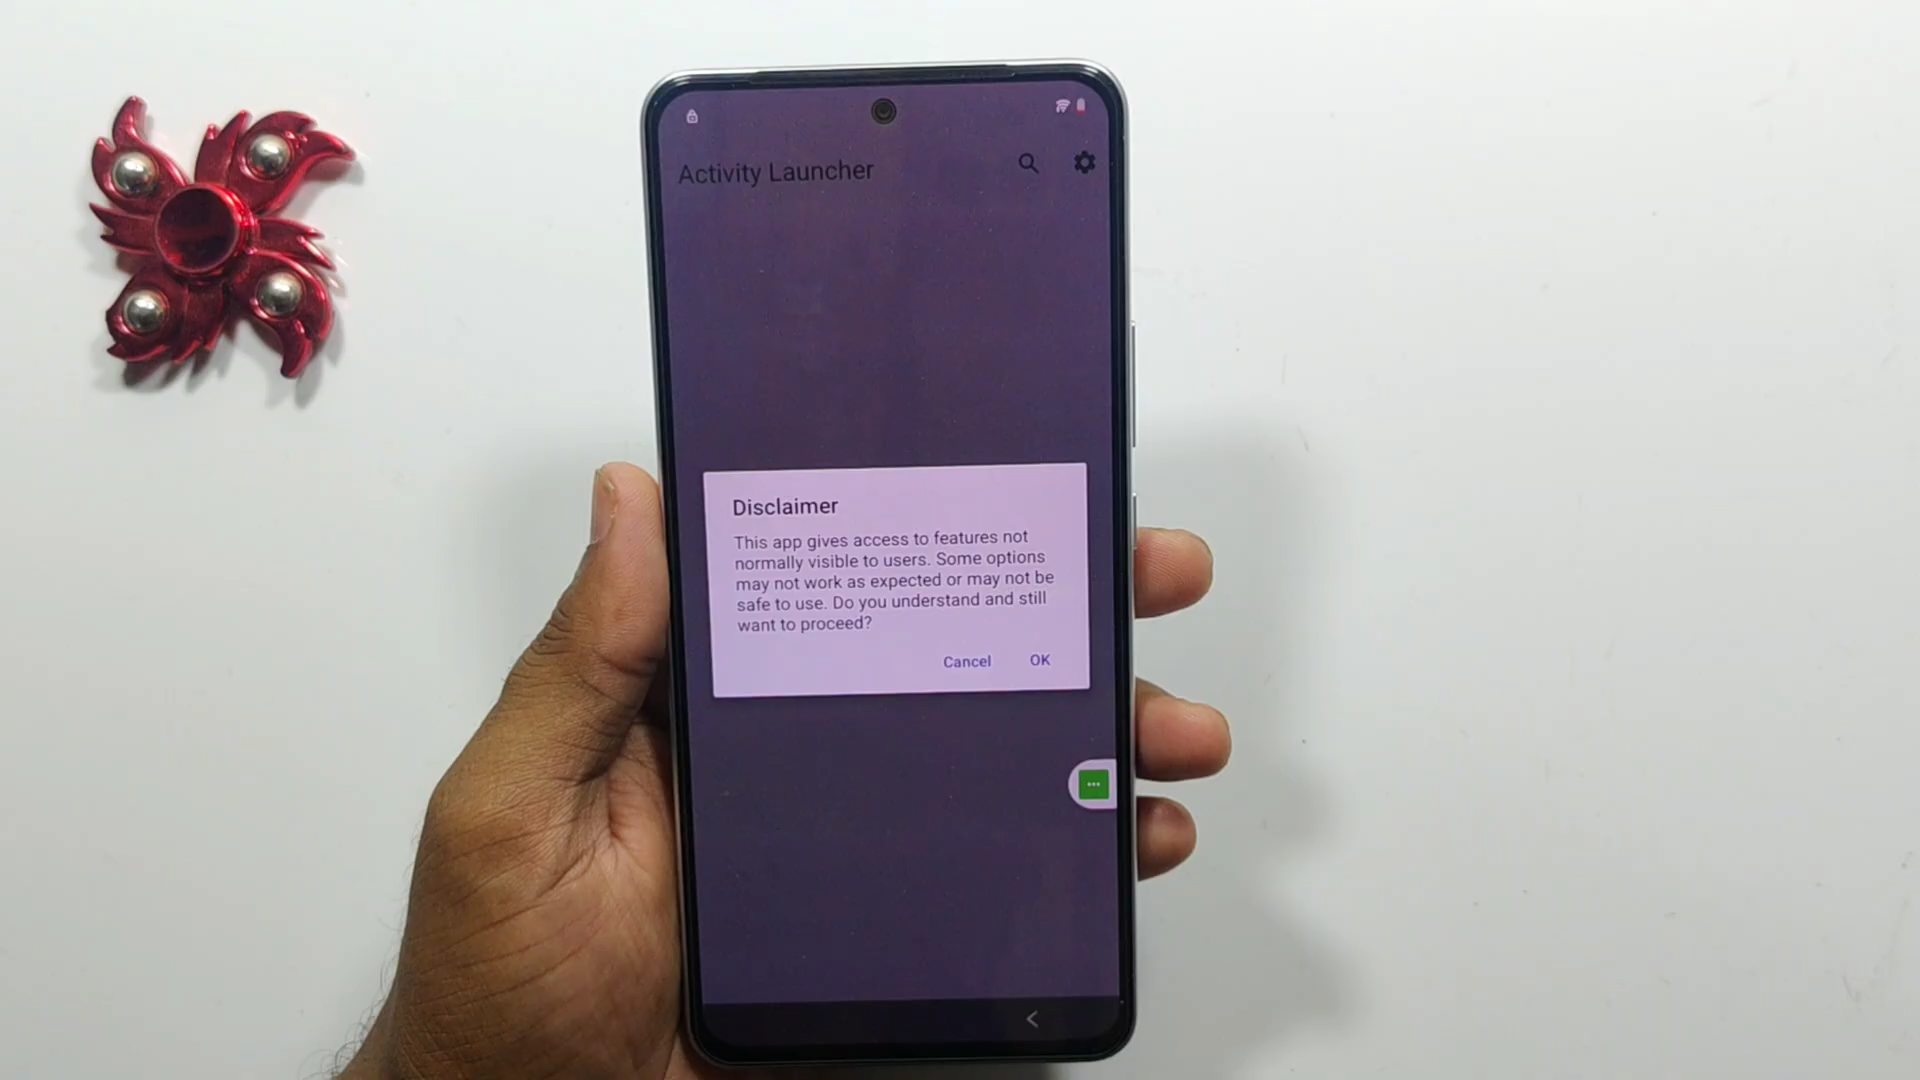 Activity Launcher
Disclaimer
This app gives access to features not
normally visible to users. Some options
may not work as expected or may not be
safe to use. Do you understand and still
want to proceed?
Cancel OK